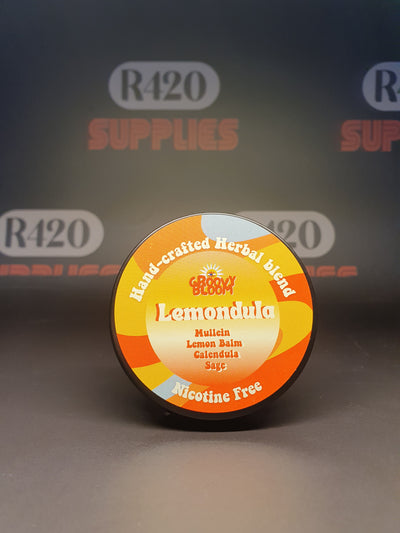 R420
SUPPLIES
R420
SUPPLIES
R420
SUPPLIES
R420
SUPPLIES
Hand-crafted Herbal blend
GROOVY
BLOOM
Lemondula
Mullein
Lemon Balm
Calendula
Sage
Nicotine Free